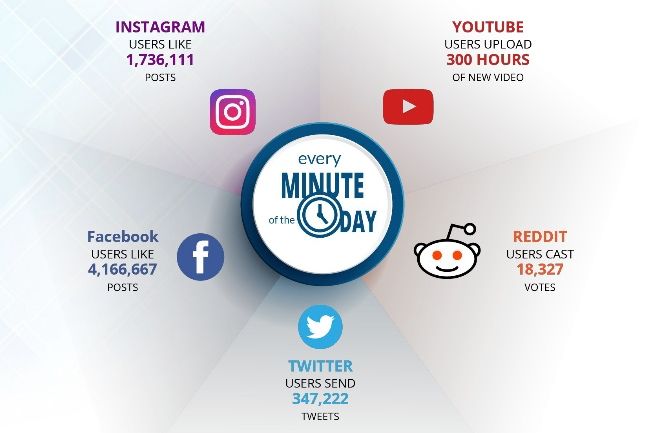 INSTAGRAM
USERS LIKE
1,736,111
POSTS
YOUTUBE
USERS UPLOAD
300 HOURS
OF NEW VIDEO
every
MINUTE
of the DAY
Facebook
USERS LIKE
4,166,667
POSTS
REDDIT
USERS CAST
18,327
VOTES
TWITTER
USERS SEND
347,222
TWEETS